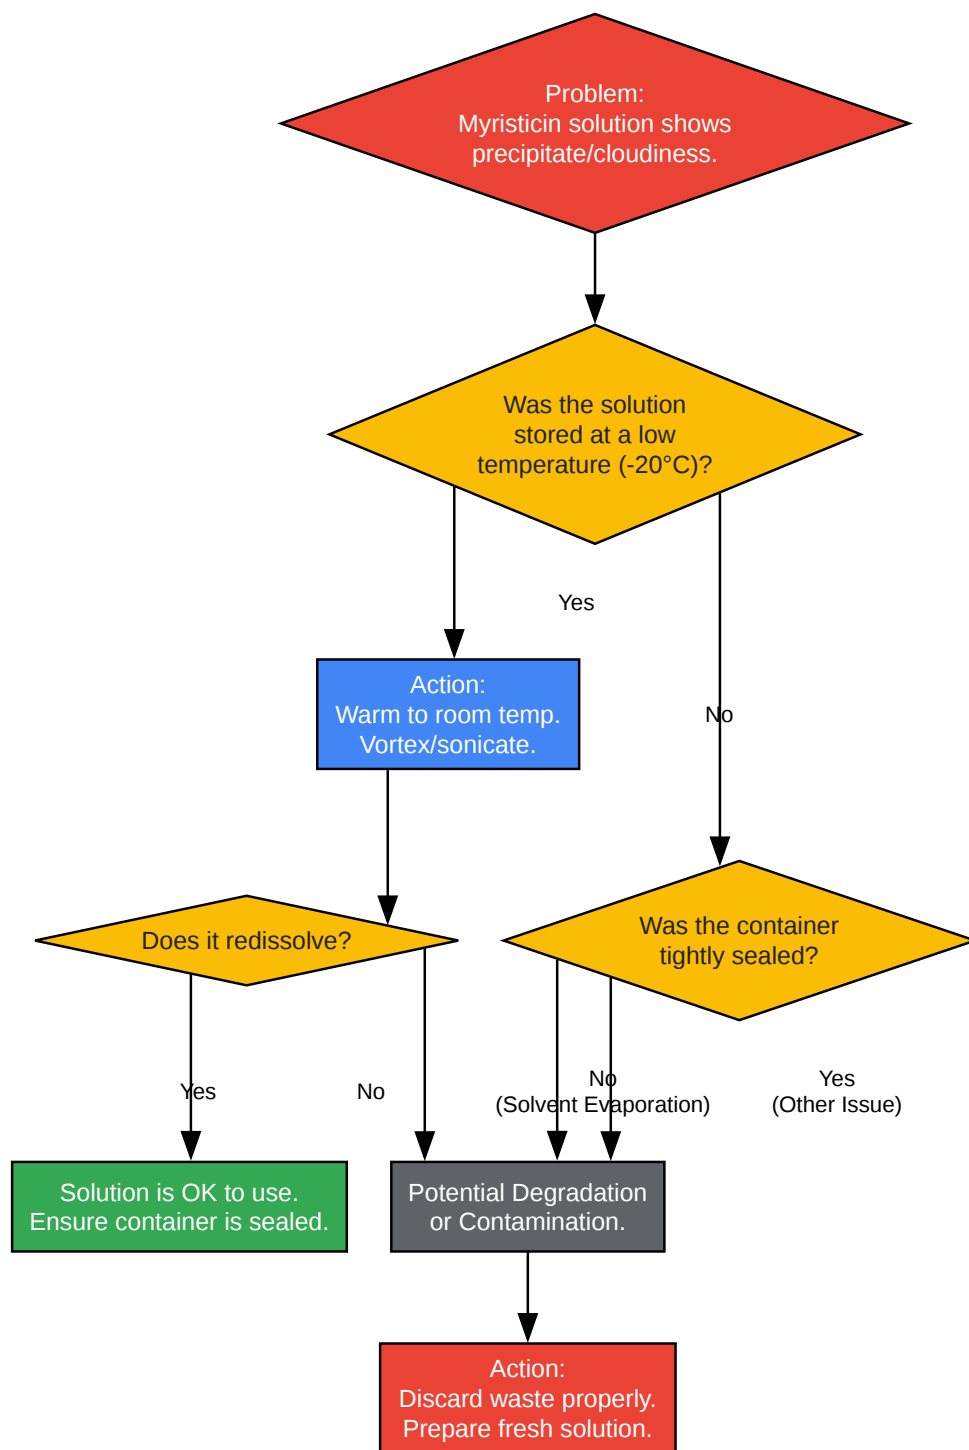 Problem:
Myristicin solution shows
precipitate/cloudiness.
Was the solution
stored at a low
temperature (-20°C)?
Yes
Action:
Warm to room temp.
Vortex/sonicate.
No
Does it redissolve?
Was the container
tightly sealed?
Yes
No
No
(Solvent Evaporation)
Yes
(Other Issue)
Solution is OK to use.
Ensure container is sealed.
Potential Degradation
or Contamination.
Action:
Discard waste properly.
Prepare fresh solution.